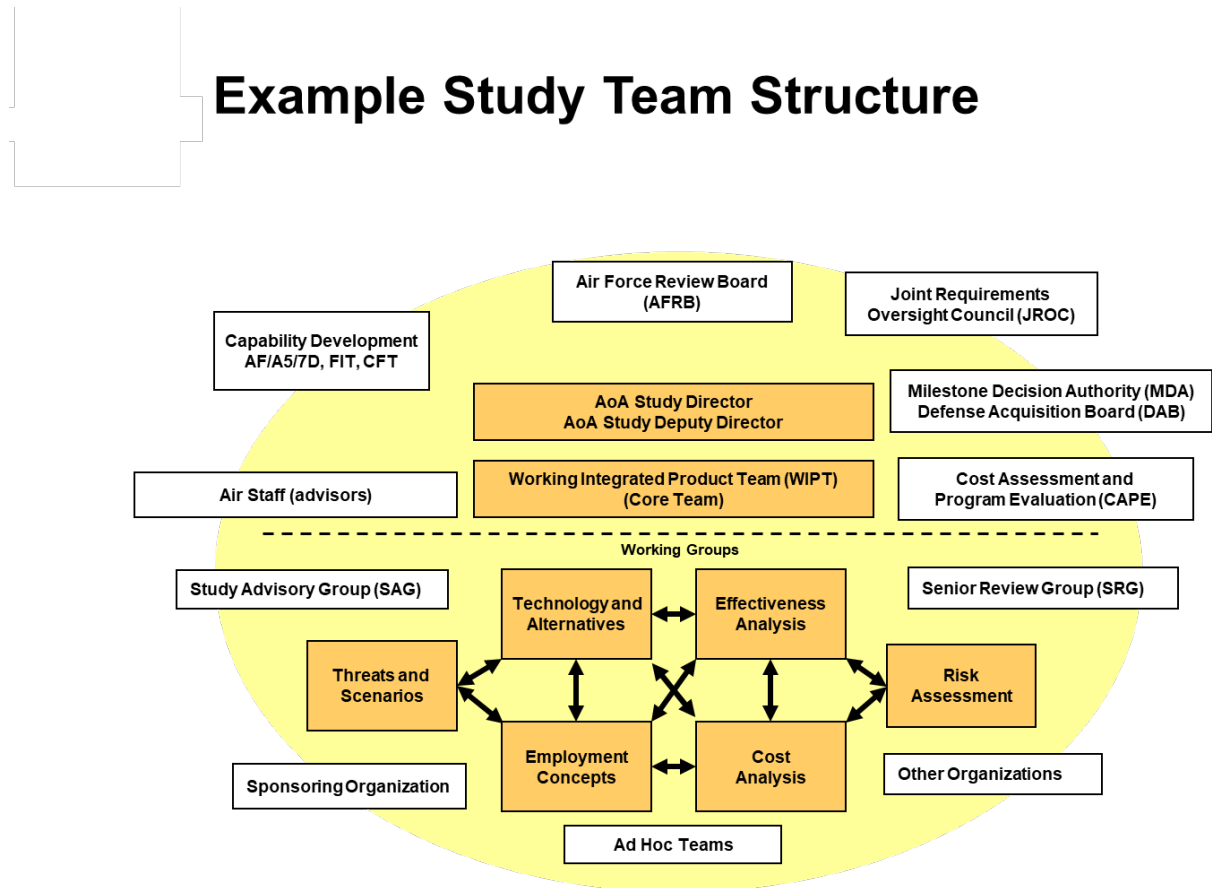 Example Study Team Structure
Air Force Review Board
(AFRB)
Joint Requirements
Oversight Council (JROC)
Capability Development
AF/A5/7D, FIT, CFT
AoA Study Director
AoA Study Deputy Director
Milestone Decision Authority (MDA)
Defense Acquisition Board (DAB)
Air Staff (advisors)
Working Integrated Product Team (WIPT)
(Core Team)
Cost Assessment and
Program Evaluation (CAPE)
Working Groups
Study Advisory Group (SAG)
Technology and
Alternatives
Effectiveness
Analysis
Senior Review Group (SRG)
Threats and
Scenarios
Risk
Assessment
Employment
Concepts
Cost
Analysis
Sponsoring Organization
Other Organizations
Ad Hoc Teams